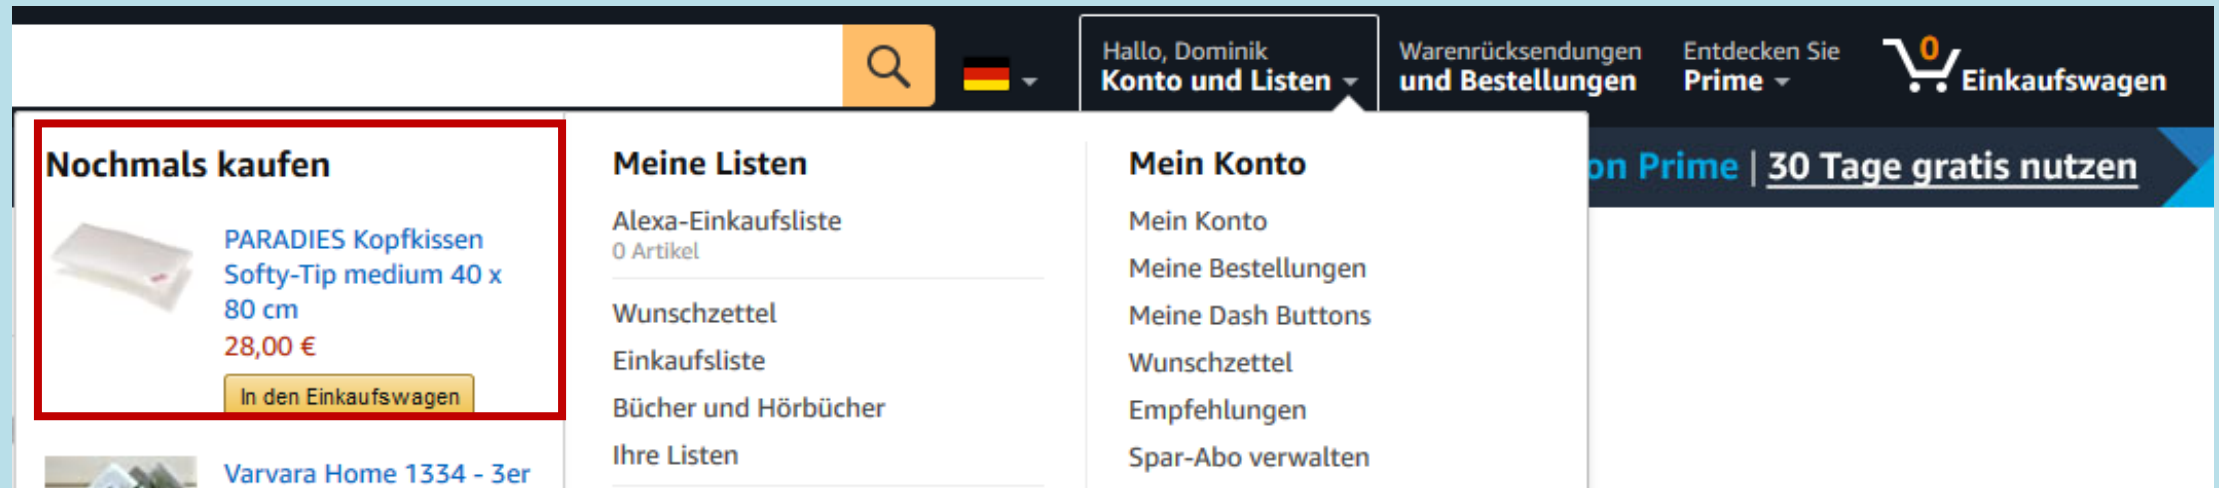 Hallo, Dominik
Konto und Listen
Warenrücksendungen
und Bestellungen
Entdecken Sie
Prime
0
Einkaufswagen
on Prime | 30 Tage gratis nutzen
Nochmals kaufen
PARADIES Kopfkissen
Softy-Tip medium 40 x
80 cm
28,00 €
In den Einkaufswagen
Varvara Home 1334 - 3er
Meine Listen
Alexa-Einkaufsliste
0 Artikel
Wunschzettel
Einkaufsliste
Bücher und Hörbücher
Ihre Listen
Mein Konto
Mein Konto
Meine Bestellungen
Meine Dash Buttons
Wunschzettel
Empfehlungen
Spar-Abo verwalten